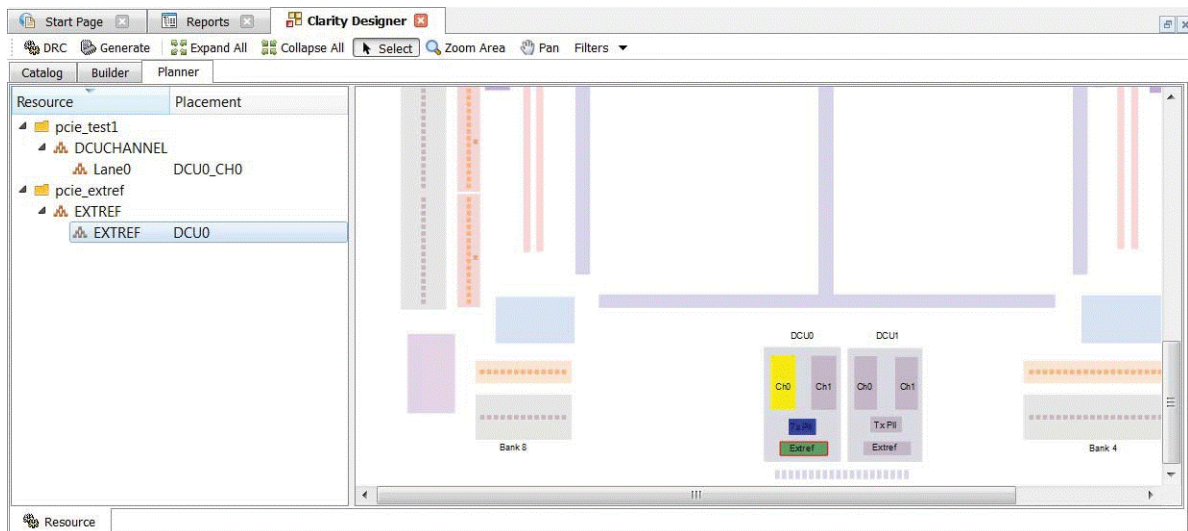 Start Page Reports Clarity Designer
DRC Generate Expand All Collapse All Select Zoom Area Pan Filters
Catalog Builder Planner
Resource Placement
pcie_test1
DCUCHANNEL
Lane0 DCU0_CH0
pcie_extref
EXTREF
EXTREF DCU0
DCU0 DCU1
Ch0 Ch1 Ch0 Ch1
Tx Pll Tx Pll
Extref Extref
Bank 8 Bank 4
Resource